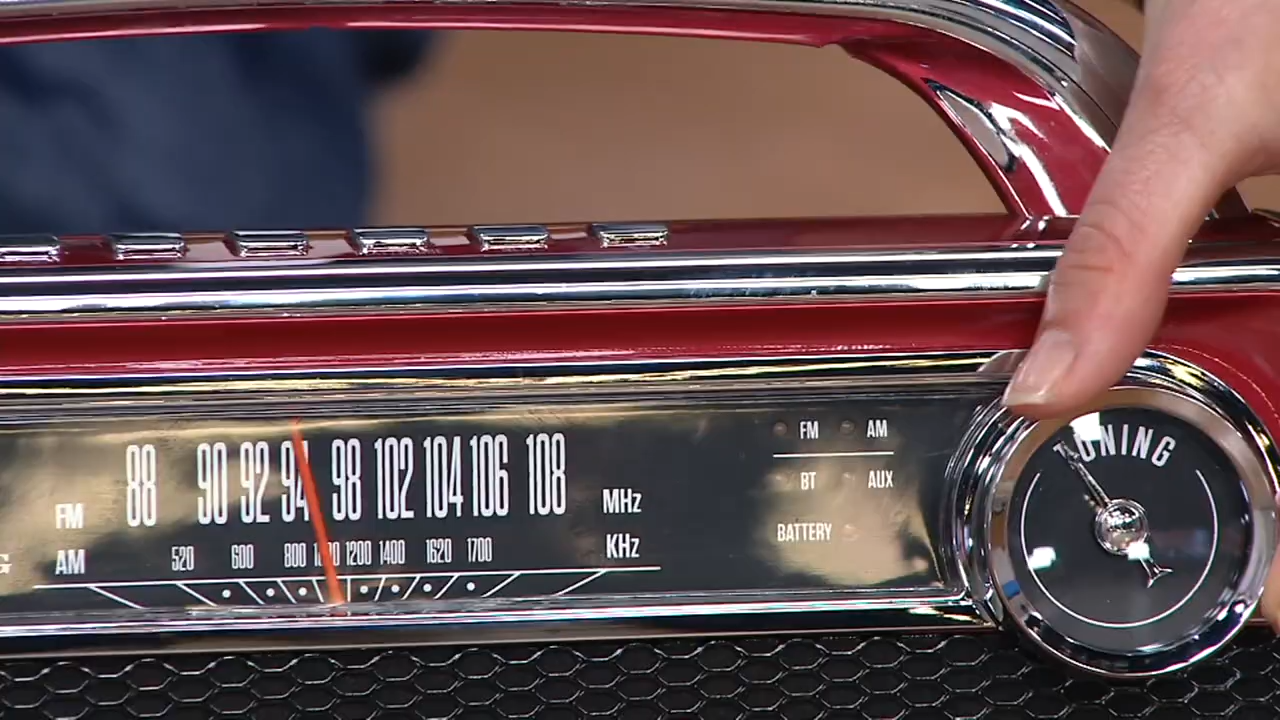 88 90 92 94 98 102 104 106 108
FM MHz
AM 520 600 800 1200 1400 1620 1700 KHz
FM AM
BT AUX
BATTERY
TUNING